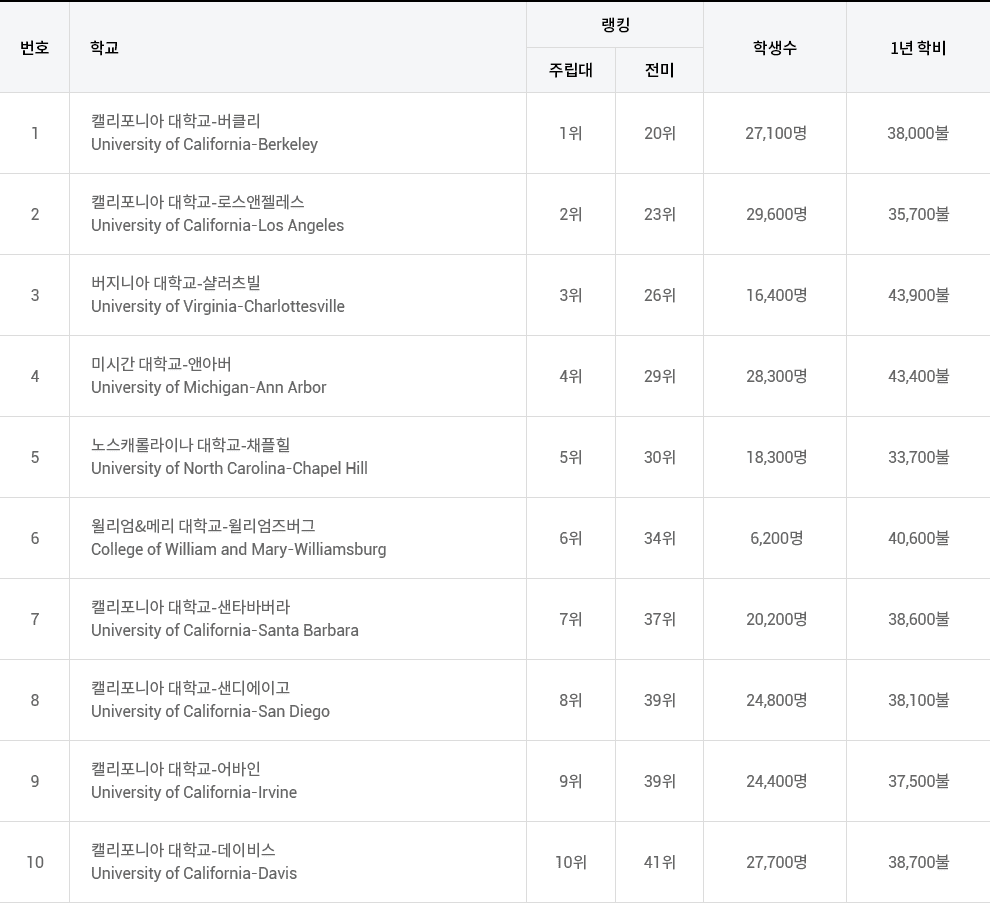 번호
학교
랭킹
주립대
전미
학생수
1년 학비
1
캘리포니아 대학교-버클리
University of California-Berkeley
1위
20위
27,100명
38,000불
2
캘리포니아 대학교-로스앤젤레스
University of California-Los Angeles
2위
23위
29,600명
35,700불
3
버지니아 대학교-샬러츠빌
University of Virginia-Charlottesville
3위
26위
16,400명
43,900불
4
미시간 대학교-앤아버
University of Michigan-Ann Arbor
4위
29위
28,300명
43,400불
5
노스캐롤라이나 대학교-채플힐
University of North Carolina-Chapel Hill
5위
30위
18,300명
33,700불
6
윌리엄&메리 대학교-윌리엄즈버그
College of William and Mary-Williamsburg
6위
34위
6,200명
40,600불
7
캘리포니아 대학교-샌타바버라
University of California-Santa Barbara
7위
37위
20,200명
38,600불
8
캘리포니아 대학교-샌디에이고
University of California-San Diego
8위
39위
24,800명
38,100불
9
캘리포니아 대학교-어바인
University of California-Irvine
9위
39위
24,400명
37,500불
10
캘리포니아 대학교-데이비스
University of California-Davis
10위
41위
27,700명
38,700불